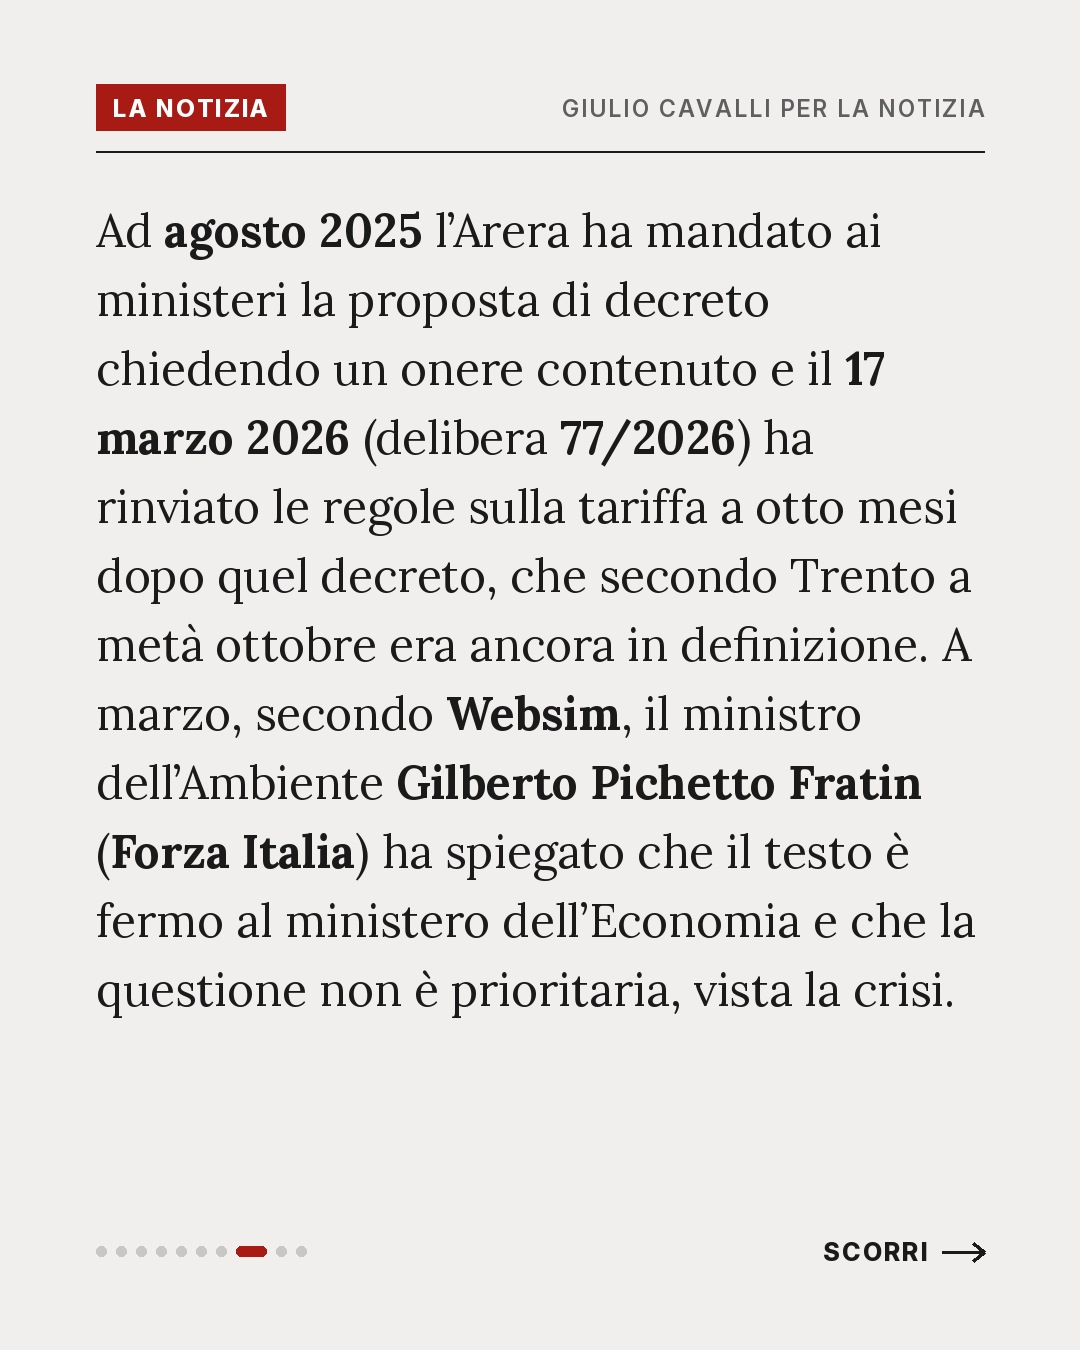 LA NOTIZIA
GIULIO CAVALLI PER LA NOTIZIA
Ad agosto 2025 l’Arera ha mandato ai
ministeri la proposta di decreto
chiedendo un onere contenuto e il 17
marzo 2026 (delibera 77/2026) ha
rinviato le regole sulla tariffa a otto mesi
dopo quel decreto, che secondo Trento a
metà ottobre era ancora in definizione. A
marzo, secondo Websim, il ministro
dell’Ambiente Gilberto Pichetto Fratin
(Forza Italia) ha spiegato che il testo è
fermo al ministero dell’Economia e che la
questione non è prioritaria, vista la crisi.
SCORRI